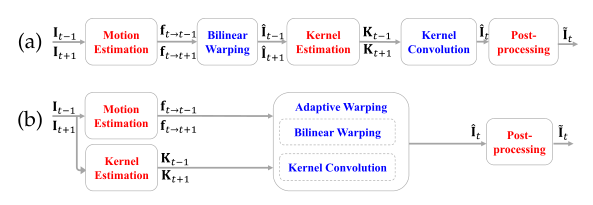 (a)
I_{t-1}
I_{t+1}
Motion
Estimation
f_{t→t-1}
f_{t→t+1}
Bilinear
Warping
Î_{t-1}
Î_{t+1}
Kernel
Estimation
K_{t-1}
K_{t+1}
Kernel
Convolution
Î_t
Post-
processing
Ĩ_t
(b)
I_{t-1}
I_{t+1}
Motion
Estimation
f_{t→t-1}
f_{t→t+1}
Kernel
Estimation
K_{t-1}
K_{t+1}
Adaptive Warping
Bilinear Warping
Kernel Convolution
Î_t
Post-
processing
Ĩ_t